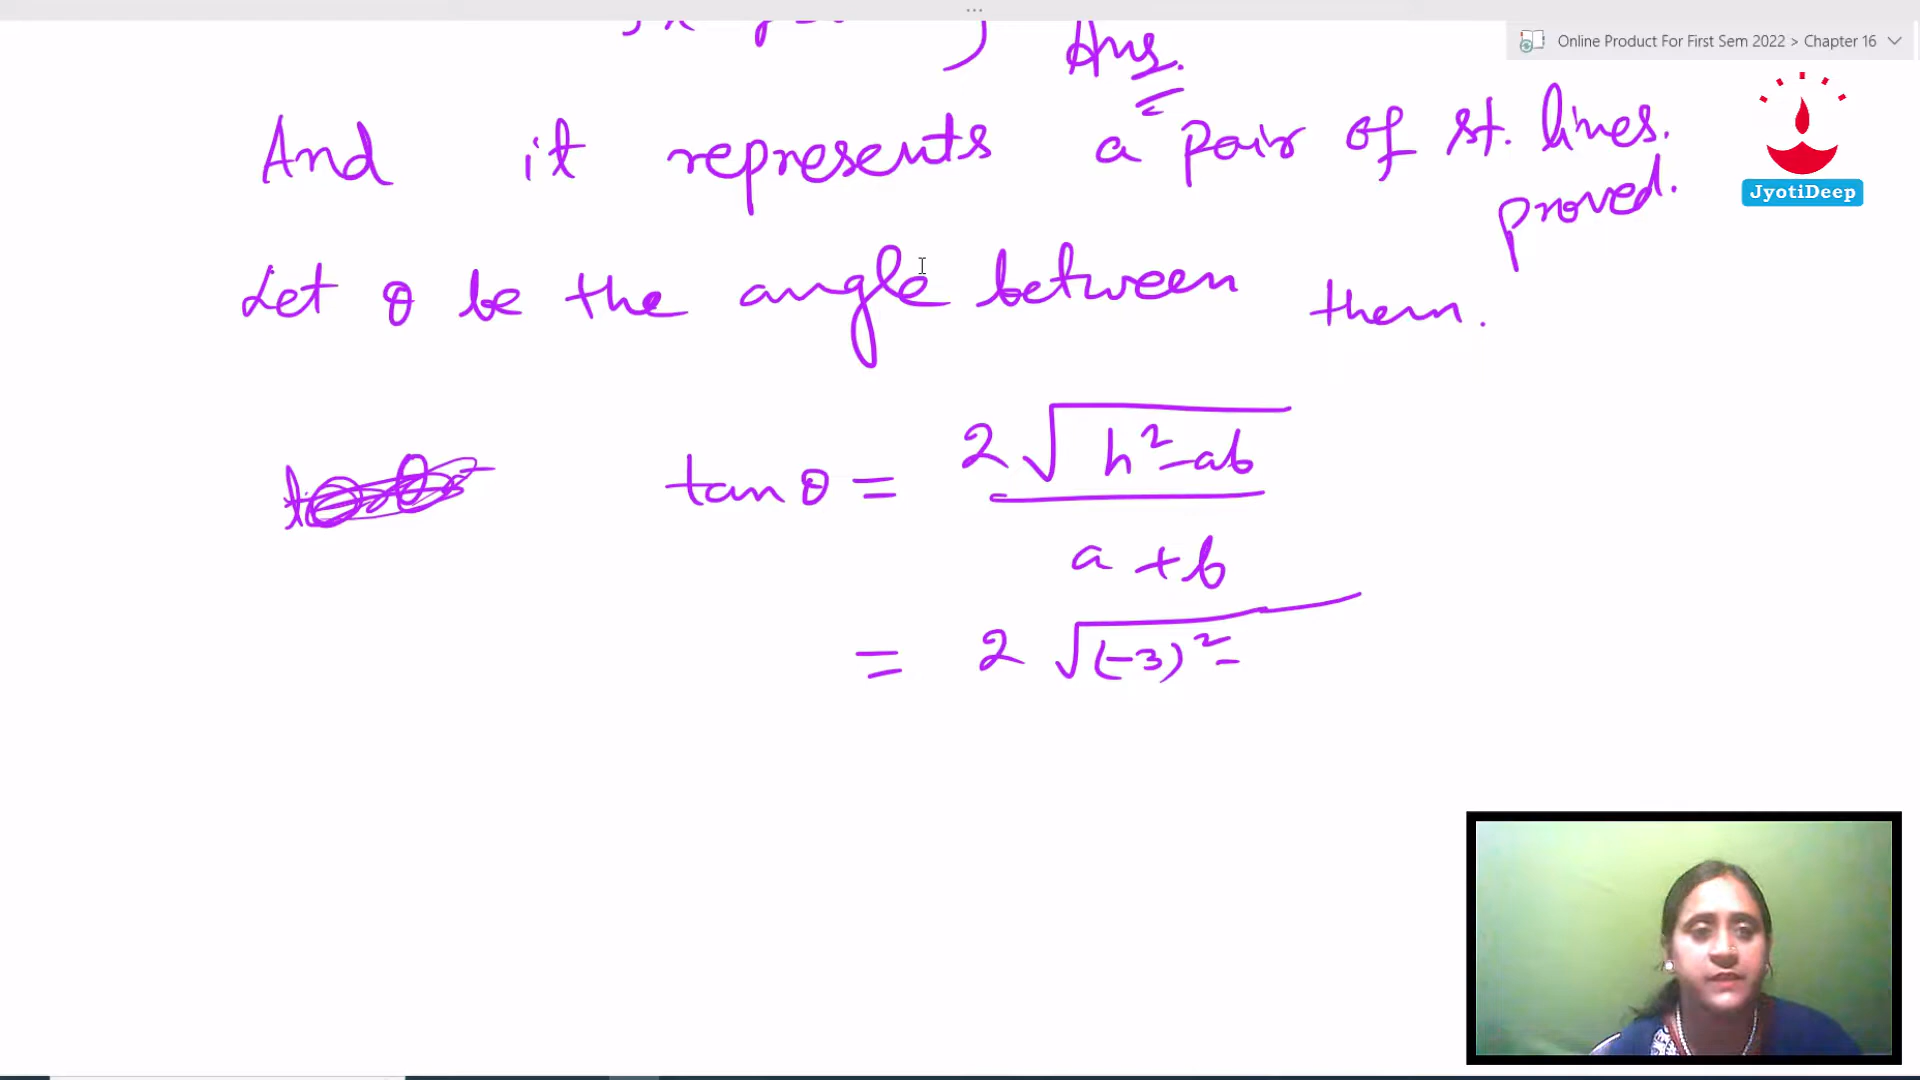 Online Product For First Sem 2022 > Chapter 16
Ans.
And it represents a pair of st. lines.
proved.
JyotiDeep
Let θ be the angle between them.
tan θ = 2√(h²-ab) / a+b
= 2 √(-3)² -